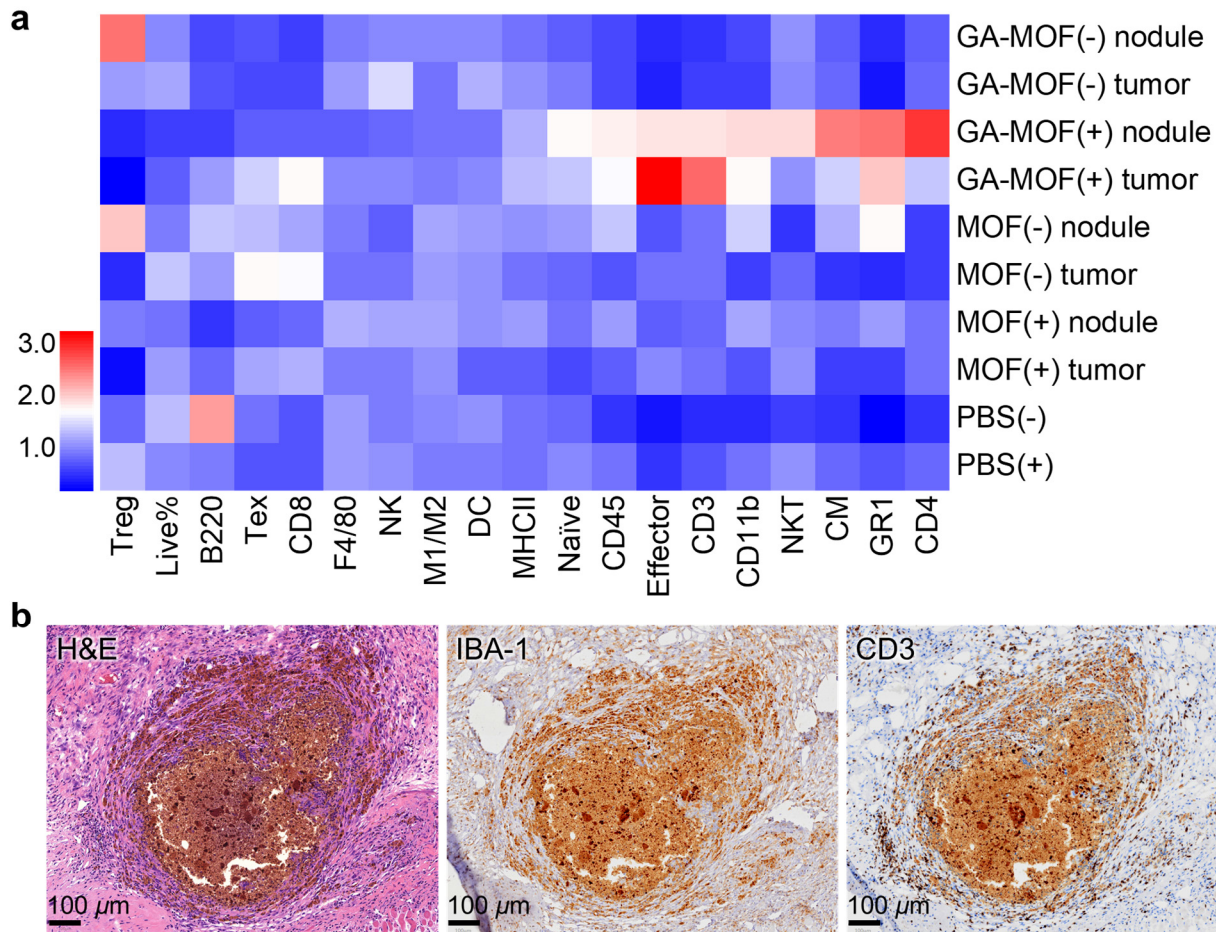 a
GA-MOF(-) nodule
GA-MOF(-) tumor
GA-MOF(+) nodule
GA-MOF(+) tumor
MOF(-) nodule
MOF(-) tumor
MOF(+) nodule
MOF(+) tumor
PBS(-)
PBS(+)
3.0
2.0
1.0
Treg
Live%
B220
Tex
CD8
F4/80
NK
M1/M2
DC
MHCII
Naïve
CD45
Effector
CD3
CD11b
NKT
CM
GR1
CD4
b
H&E
IBA-1
CD3
100 µm
100 µm
100 µm